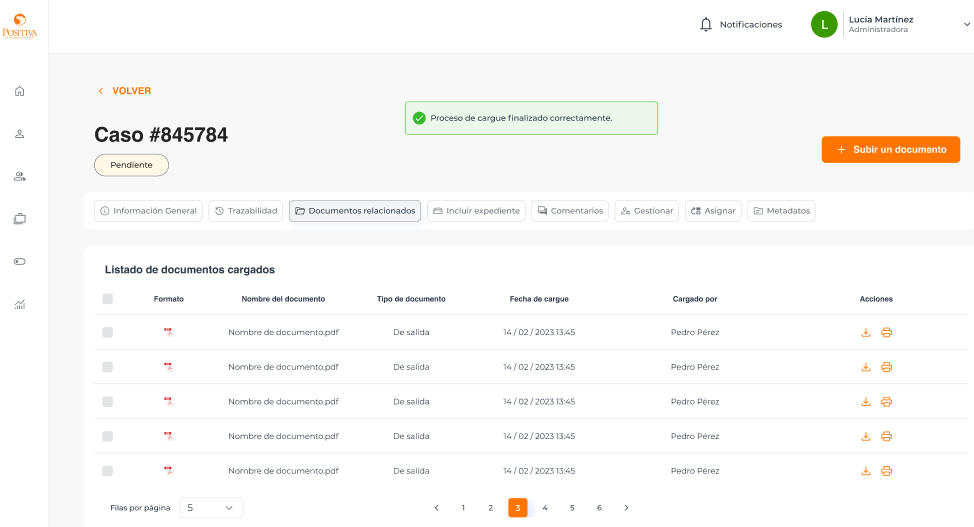 POSITIVA
Notificaciones
L
Lucía Martínez
Administradora
VOLVER
Proceso de cargue finalizado correctamente.
Caso #845784
Pendiente
+ Subir un documento
Información General
Trazabilidad
Documentos relacionados
Incluir expediente
Comentarios
Gestionar
Asignar
Metadatos
Listado de documentos cargados
Formato Nombre del documento Tipo de documento Fecha de cargue Cargado por Acciones
Nombre de documento.pdf De salida 14 / 02 / 2023 13:45 Pedro Pérez
Nombre de documento.pdf De salida 14 / 02 / 2023 13:45 Pedro Pérez
Nombre de documento.pdf De salida 14 / 02 / 2023 13:45 Pedro Pérez
Nombre de documento.pdf De salida 14 / 02 / 2023 13:45 Pedro Pérez
Nombre de documento.pdf De salida 14 / 02 / 2023 13:45 Pedro Pérez
Filas por página 5 1 2 3 4 5 6